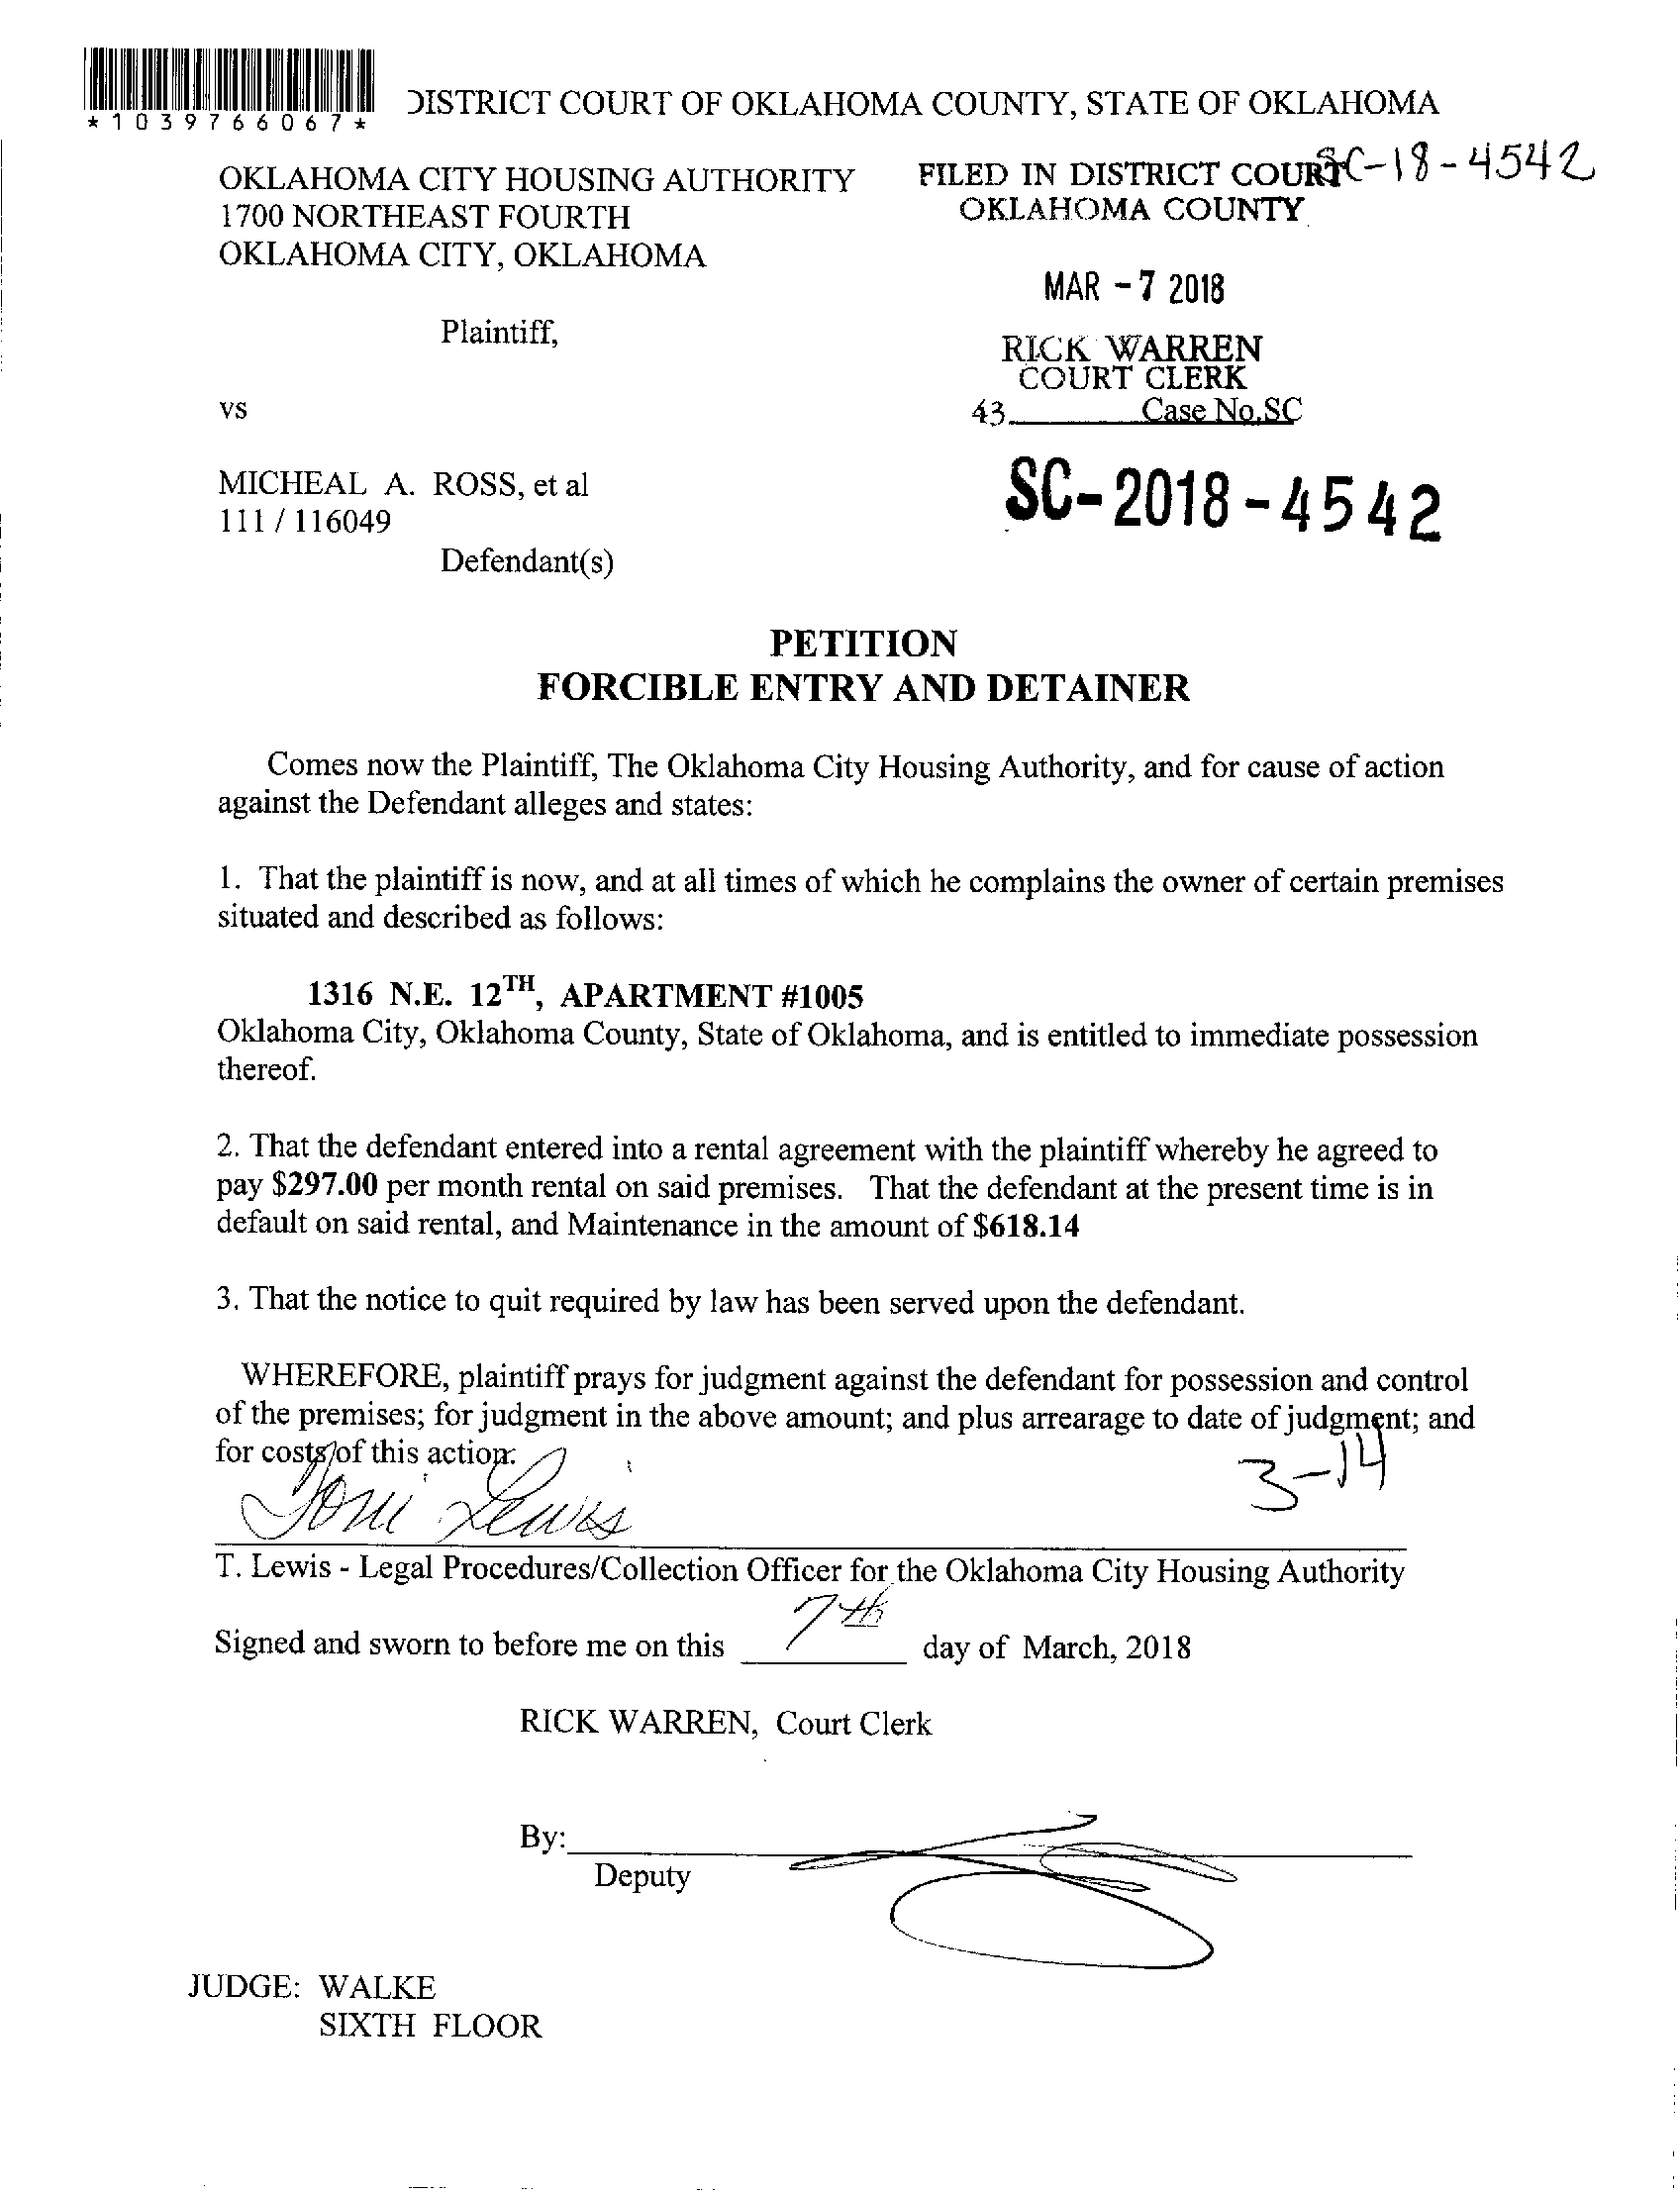 *1039766067*
DISTRICT COURT OF OKLAHOMA COUNTY, STATE OF OKLAHOMA
OKLAHOMA CITY HOUSING AUTHORITY
1700 NORTHEAST FOURTH
OKLAHOMA CITY, OKLAHOMA
FILED IN DISTRICT COURT
OKLAHOMA COUNTY
SC-18-4542
MAR -7 2018
Plaintiff,
RICK WARREN
COURT CLERK
43 Case No.SC
vs
MICHEAL A. ROSS, et al
111 / 116049
SC-2018-4542
Defendant(s)
PETITION
FORCIBLE ENTRY AND DETAINER
Comes now the Plaintiff, The Oklahoma City Housing Authority, and for cause of action
against the Defendant alleges and states:
1. That the plaintiff is now, and at all times of which he complains the owner of certain premises
situated and described as follows:
1316 N.E. 12TH, APARTMENT #1005
Oklahoma City, Oklahoma County, State of Oklahoma, and is entitled to immediate possession
thereof.
2. That the defendant entered into a rental agreement with the plaintiff whereby he agreed to
pay $297.00 per month rental on said premises. That the defendant at the present time is in
default on said rental, and Maintenance in the amount of $618.14
3. That the notice to quit required by law has been served upon the defendant.
WHEREFORE, plaintiff prays for judgment against the defendant for possession and control
of the premises; for judgment in the above amount; and plus arrearage to date of judgment; and
for costs of this action.
3-14
Toni Lewis
T. Lewis - Legal Procedures/Collection Officer for the Oklahoma City Housing Authority
Signed and sworn to before me on this 7th day of March, 2018
RICK WARREN, Court Clerk
By:
Deputy
JUDGE: WALKE
SIXTH FLOOR